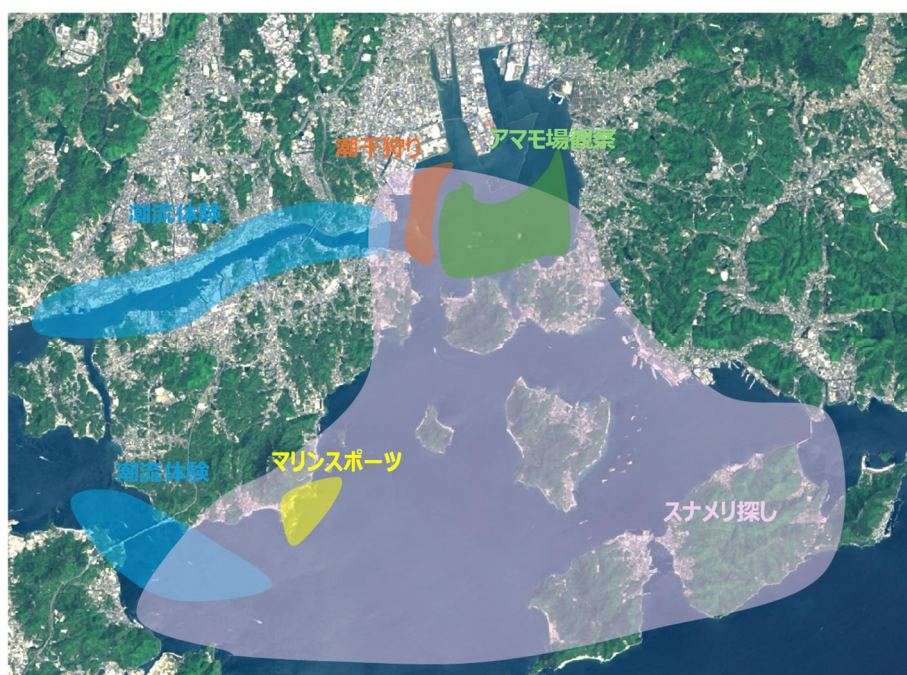 アマモ場観察
潮干狩り
潮流体験
マリンスポーツ
潮流体験
スナメリ探し